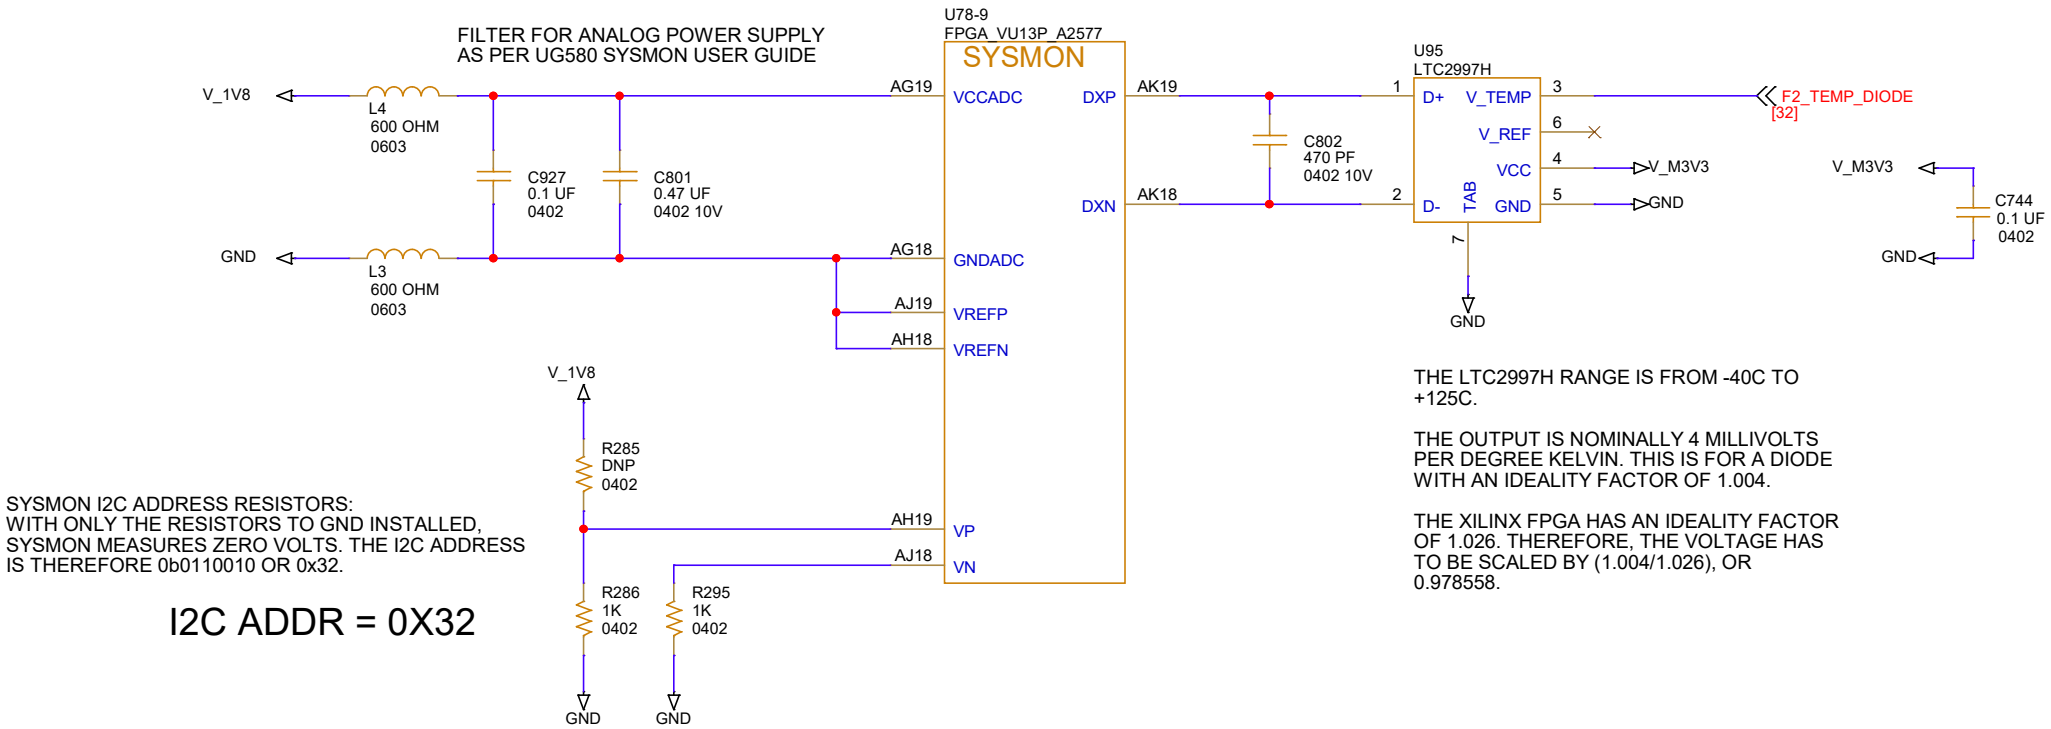 FILTER FOR ANALOG POWER SUPPLY
AS PER UG580 SYSMON USER GUIDE
V_1V8
L4
600 OHM
0603
C927
0.1 UF
0402
C801
0.47 UF
0402 10V
GND
L3
600 OHM
0603
U78-9
FPGA_VU13P_A2577
SYSMON
AG19
VCCADC
AG18
GNDADC
AJ19
VREFP
AH18
VREFN
AH19
VP
AJ18
VN
DXP
AK19
DXN
AK18
C802
470 PF
0402 10V
U95
LTC2997H
1
D+
2
D-
V_TEMP
3
V_REF
6
VCC
4
GND
5
TAB
7
GND
F2_TEMP_DIODE
[32]
V_M3V3
GND
V_M3V3
C744
0.1 UF
0402
GND
V_1V8
R285
DNP
0402
R286
1K
0402
GND
R295
1K
0402
GND
SYSMON I2C ADDRESS RESISTORS:
WITH ONLY THE RESISTORS TO GND INSTALLED,
SYSMON MEASURES ZERO VOLTS. THE I2C ADDRESS
IS THEREFORE 0b0110010 OR 0x32.
I2C ADDR = 0X32
THE LTC2997H RANGE IS FROM -40C TO
+125C.
THE OUTPUT IS NOMINALLY 4 MILLIVOLTS
PER DEGREE KELVIN. THIS IS FOR A DIODE
WITH AN IDEALITY FACTOR OF 1.004.
THE XILINX FPGA HAS AN IDEALITY FACTOR
OF 1.026. THEREFORE, THE VOLTAGE HAS
TO BE SCALED BY (1.004/1.026), OR
0.978558.